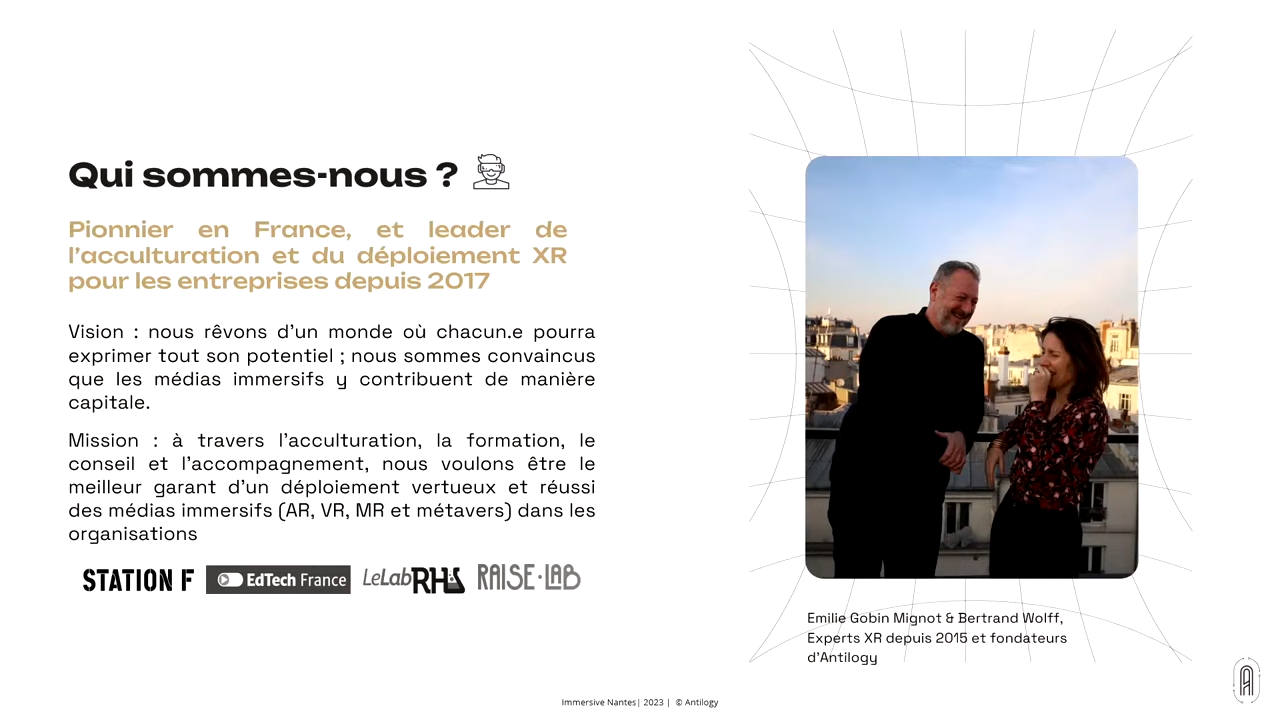 Qui sommes-nous ?
Pionnier en France, et leader de
l'acculturation et du déploiement XR
pour les entreprises depuis 2017
Vision : nous rêvons d'un monde où chacun.e pourra
exprimer tout son potentiel ; nous sommes convaincus
que les médias immersifs y contribuent de manière
capitale.
Mission : à travers l'acculturation, la formation, le
conseil et l'accompagnement, nous voulons être le
meilleur garant d'un déploiement vertueux et réussi
des médias immersifs (AR, VR, MR et métavers) dans les
organisations
STATION F EdTech France LeLabRHS RAISE·LAB
Emilie Gobin Mignot & Bertrand Wolff,
Experts XR depuis 2015 et fondateurs
d'Antilogy
Immersive Nantes| 2023 | © Antilogy